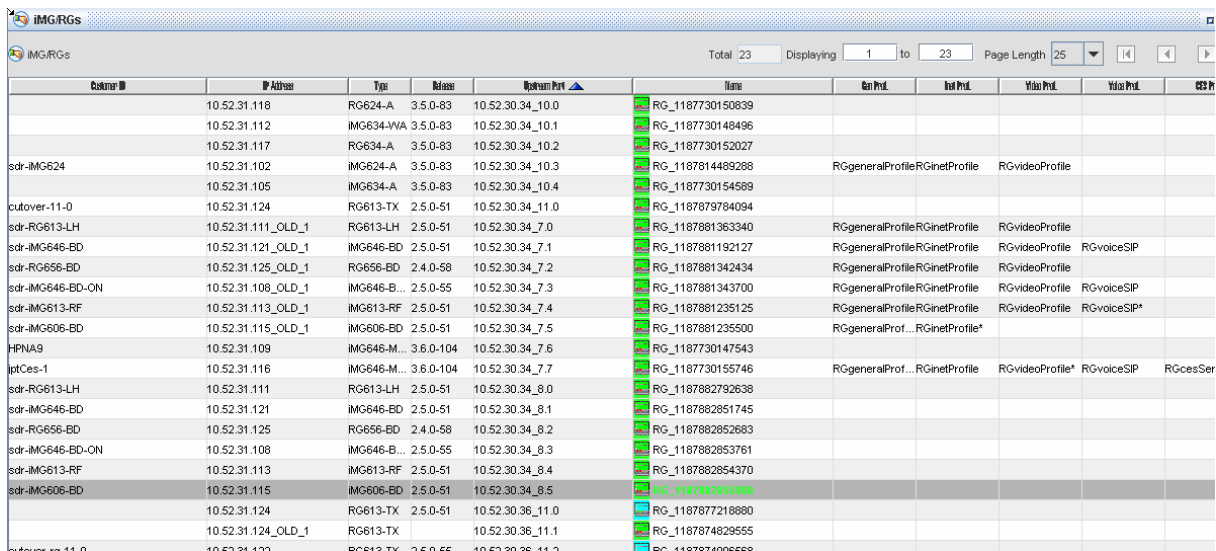 iMG/RGs
iMG/RGs Total 23 Displaying 1 to 23 Page Length 25
Customer ID IP Address Type Release Upstream Port Name Gen Prof. Inet Prof. Video Prof. Voice Prof.
10.52.31.118 RG624-A 3.5.0-83 10.52.30.34_10.0 RG_1187730150839
10.52.31.112 iMG634-WA 3.5.0-83 10.52.30.34_10.1 RG_1187730148496
10.52.31.117 RG634-A 3.5.0-83 10.52.30.34_10.2 RG_1187730152027
sdr-iMG624 10.52.31.102 iMG624-A 3.5.0-83 10.52.30.34_10.3 RG_1187814489288 RGgeneralProfile RGinetProfile RGvideoProfile
10.52.31.105 iMG634-A 3.5.0-83 10.52.30.34_10.4 RG_1187730154589
cutover-11-0 10.52.31.124 RG613-TX 2.5.0-51 10.52.30.34_11.0 RG_1187879784094
sdr-RG613-LH 10.52.31.111_OLD_1 RG613-LH 2.5.0-51 10.52.30.34_7.0 RG_1187881363340 RGgeneralProfile RGinetProfile RGvideoProfile
sdr-iMG646-BD 10.52.31.121_OLD_1 iMG646-BD 2.5.0-51 10.52.30.34_7.1 RG_1187881192127 RGgeneralProfile RGinetProfile RGvideoProfile RGvoiceSIP
sdr-RG656-BD 10.52.31.125_OLD_1 RG656-BD 2.4.0-58 10.52.30.34_7.2 RG_1187881342434 RGgeneralProfile RGinetProfile RGvideoProfile
sdr-iMG646-BD-ON 10.52.31.108_OLD_1 iMG646-B... 2.5.0-55 10.52.30.34_7.3 RG_1187881343700 RGgeneralProfile RGinetProfile RGvideoProfile RGvoiceSIP
sdr-iMG613-RF 10.52.31.113_OLD_1 iMG613-RF 2.5.0-51 10.52.30.34_7.4 RG_1187881235125 RGgeneralProfile RGinetProfile RGvideoProfile RGvoiceSIP*
sdr-iMG606-BD 10.52.31.115_OLD_1 iMG606-BD 2.5.0-51 10.52.30.34_7.5 RG_1187881235500 RGgeneralProf... RGinetProfile*
HPNA9 10.52.31.109 iMG646-M... 3.6.0-104 10.52.30.34_7.6 RG_1187730147543
iptCes-1 10.52.31.116 iMG646-M... 3.6.0-104 10.52.30.34_7.7 RG_1187730155746 RGgeneralProf... RGinetProfile RGvideoProfile* RGvoiceSIP RGcesSer
sdr-RG613-LH 10.52.31.111 RG613-LH 2.5.0-51 10.52.30.34_8.0 RG_1187882792638
sdr-iMG646-BD 10.52.31.121 iMG646-BD 2.5.0-51 10.52.30.34_8.1 RG_1187882851745
sdr-RG656-BD 10.52.31.125 RG656-BD 2.4.0-58 10.52.30.34_8.2 RG_1187882852683
sdr-iMG646-BD-ON 10.52.31.108 iMG646-B... 2.5.0-55 10.52.30.34_8.3 RG_1187882853761
sdr-iMG613-RF 10.52.31.113 iMG613-RF 2.5.0-51 10.52.30.34_8.4 RG_1187882854370
sdr-iMG606-BD 10.52.31.115 iMG606-BD 2.5.0-51 10.52.30.34_8.5
10.52.31.124 RG613-TX 2.5.0-51 10.52.30.36_11.0 RG_1187877218880
10.52.31.124_OLD_1 RG613-TX 10.52.30.36_11.1 RG_1187874829555